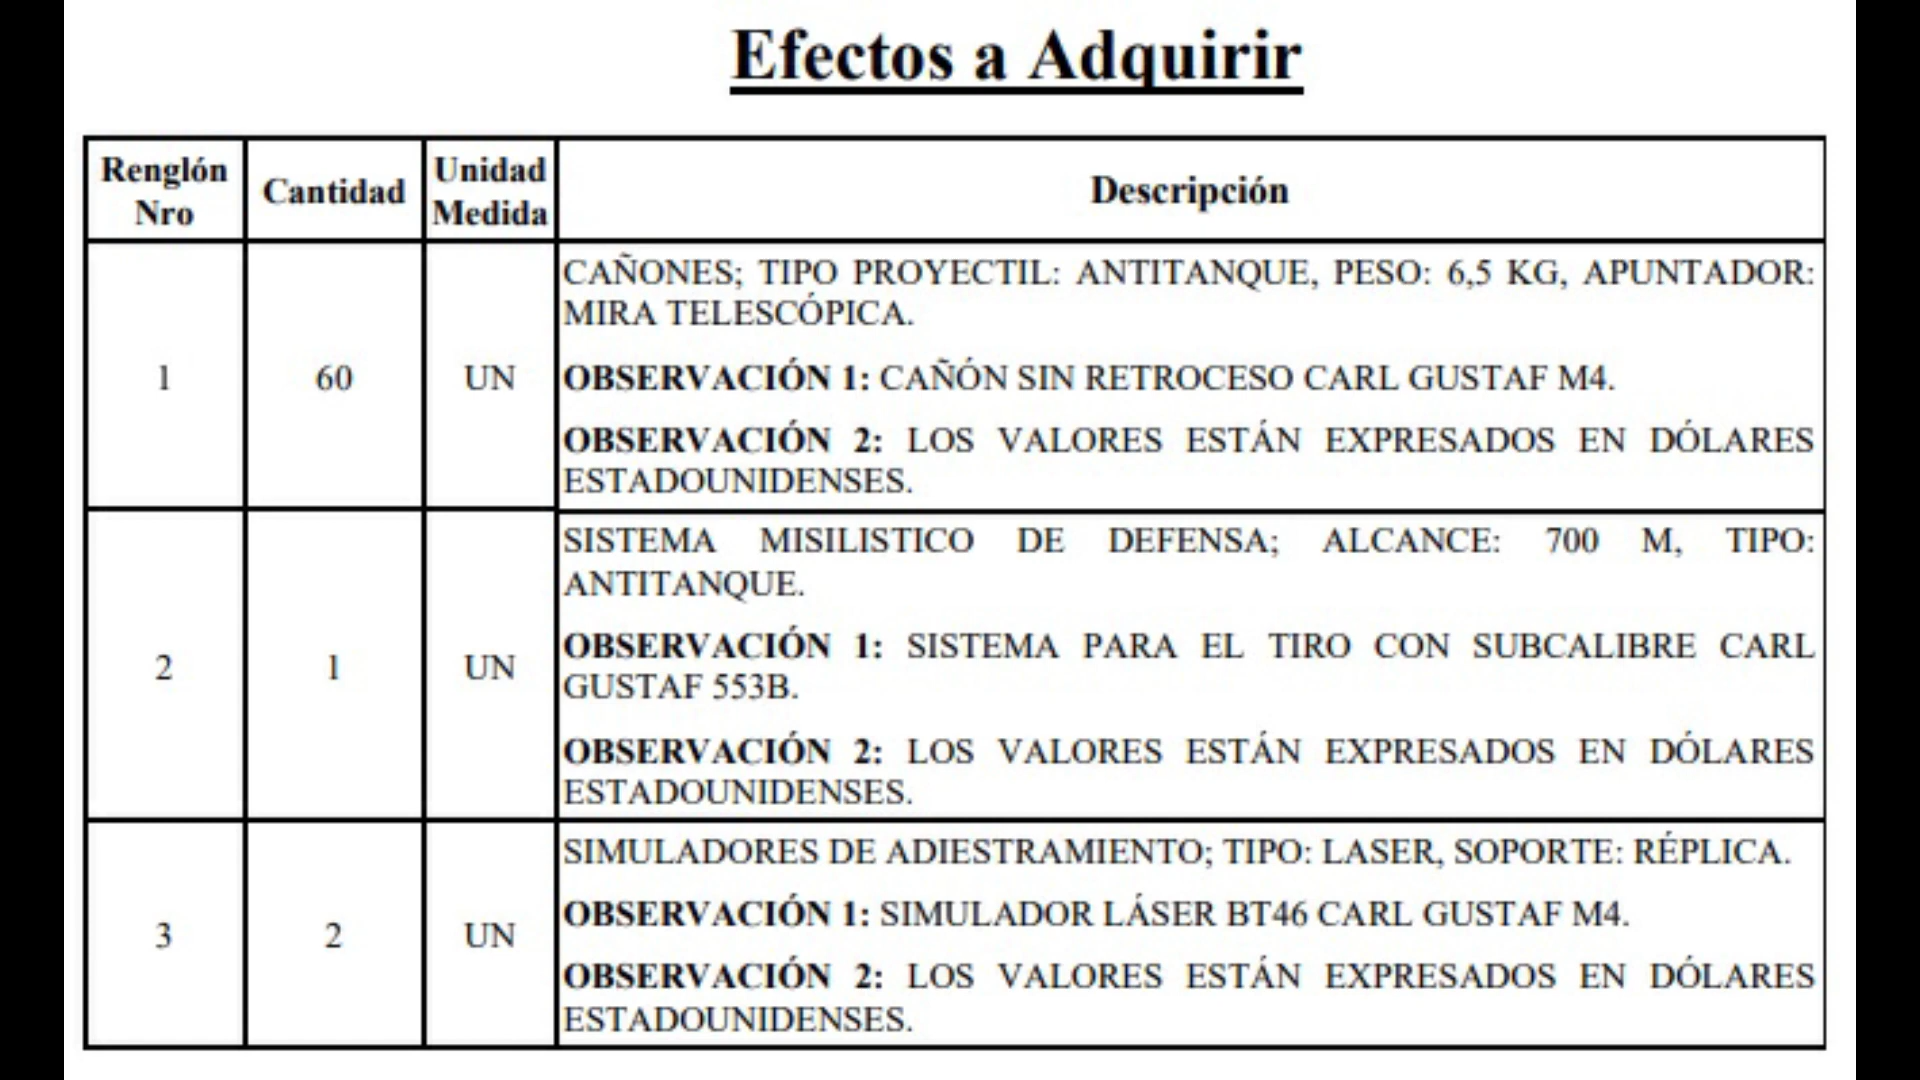 Efectos a Adquirir
Renglón Nro
Cantidad
Unidad Medida
Descripción
1
60
UN
CAÑONES; TIPO PROYECTIL: ANTITANQUE, PESO: 6,5 KG, APUNTADOR:
MIRA TELESCÓPICA.
OBSERVACIÓN 1: CAÑÓN SIN RETROCESO CARL GUSTAF M4.
OBSERVACIÓN 2: LOS VALORES ESTÁN EXPRESADOS EN DÓLARES
ESTADOUNIDENSES.
2
1
UN
SISTEMA MISILISTICO DE DEFENSA; ALCANCE: 700 M, TIPO:
ANTITANQUE.
OBSERVACIÓN 1: SISTEMA PARA EL TIRO CON SUBCALIBRE CARL
GUSTAF 553B.
OBSERVACIÓN 2: LOS VALORES ESTÁN EXPRESADOS EN DÓLARES
ESTADOUNIDENSES.
3
2
UN
SIMULADORES DE ADIESTRAMIENTO; TIPO: LASER, SOPORTE: RÉPLICA.
OBSERVACIÓN 1: SIMULADOR LÁSER BT46 CARL GUSTAF M4.
OBSERVACIÓN 2: LOS VALORES ESTÁN EXPRESADOS EN DÓLARES
ESTADOUNIDENSES.